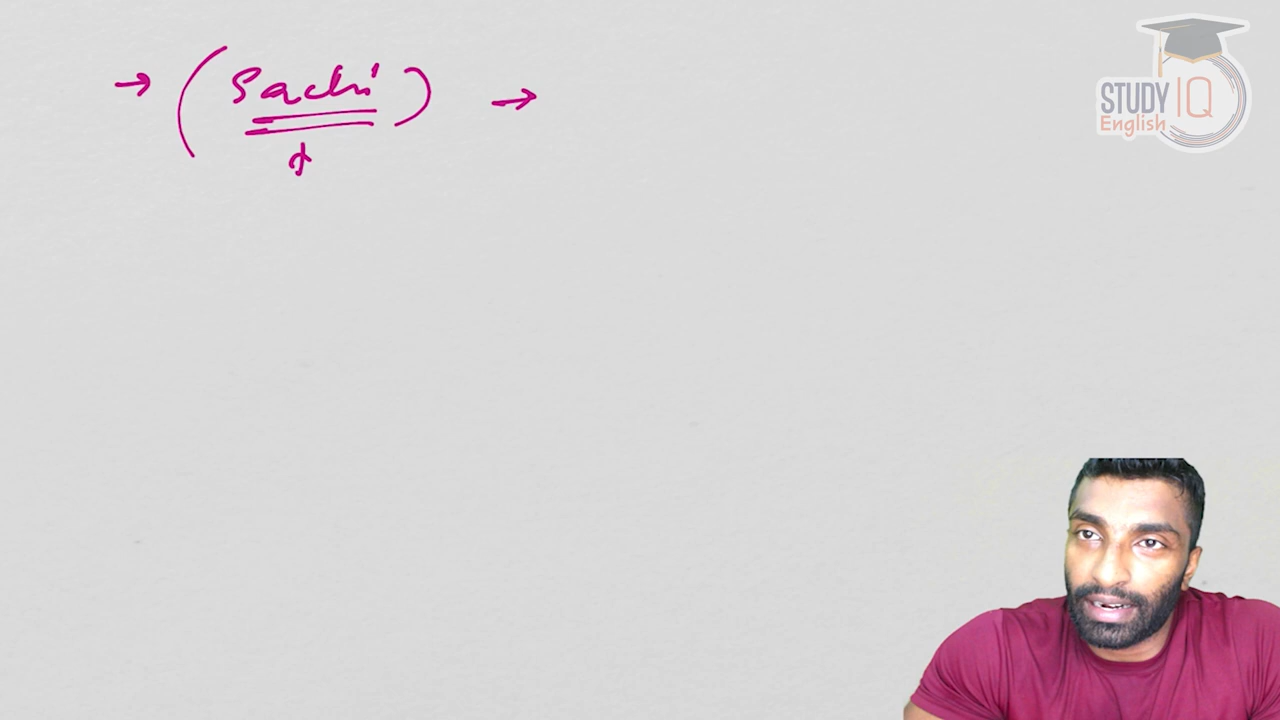 → (Sachi) →
STUDY IQ
English